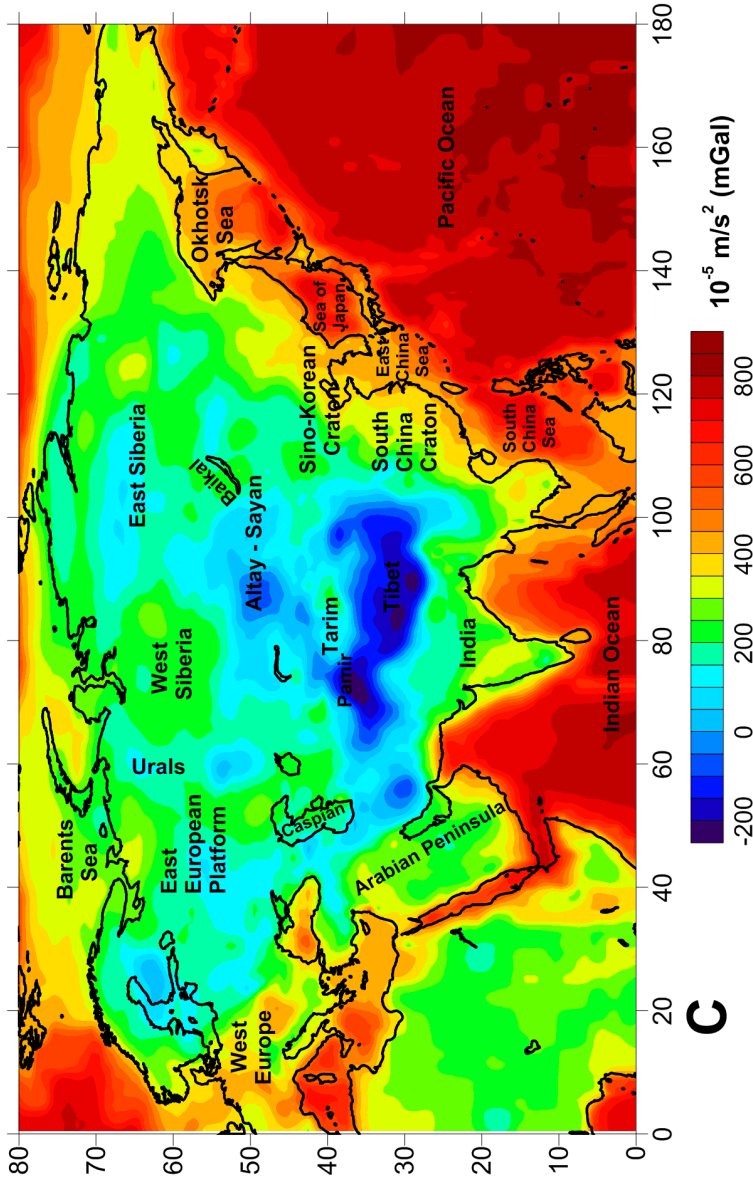 80
70
60
50
40
30
20
10
0
Barents
Sea
East
European
Platform
Urals
West
Siberia
East Siberia
Okhotsk
Sea
Baikal
West
Europe
Altay - Sayan
Caspian
Sino-Korean
Craton
Sea of
Japan
Pamir
Tarim
Tibet
South
China
Craton
East
China
Sea
Arabian Peninsula
India
South
China
Sea
Pacific Ocean
Indian Ocean
0
20
40
60
80
100
120
140
160
180
C
-200
0
400
800
10⁻⁵ m/s² (mGal)